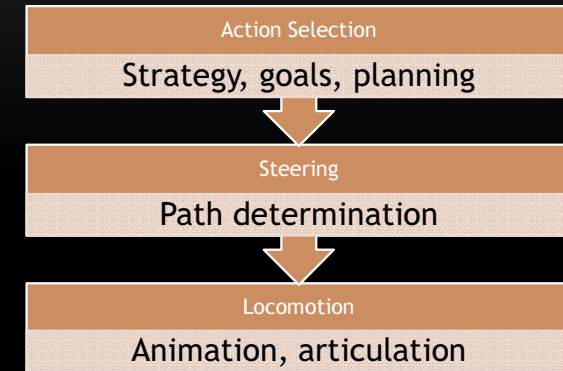 Action Selection
Strategy, goals, planning
Steering
Path determination
Locomotion
Animation, articulation